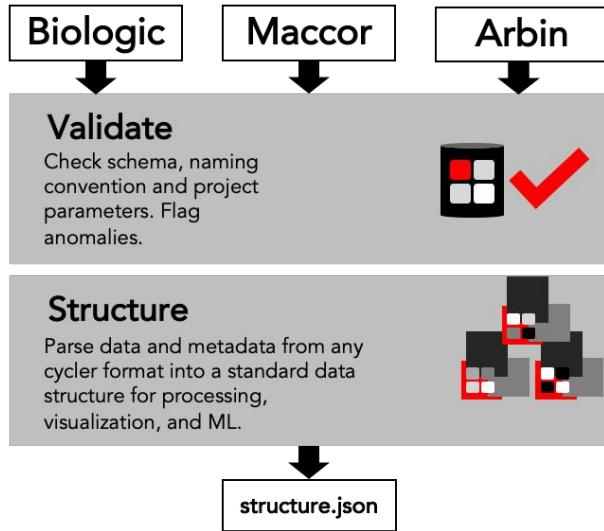 Biologic Maccor Arbin
Validate
Check schema, naming
convention and project
parameters. Flag
anomalies.
Structure
Parse data and metadata from any
cycler format into a standard data
structure for processing,
visualization, and ML.
structure.json